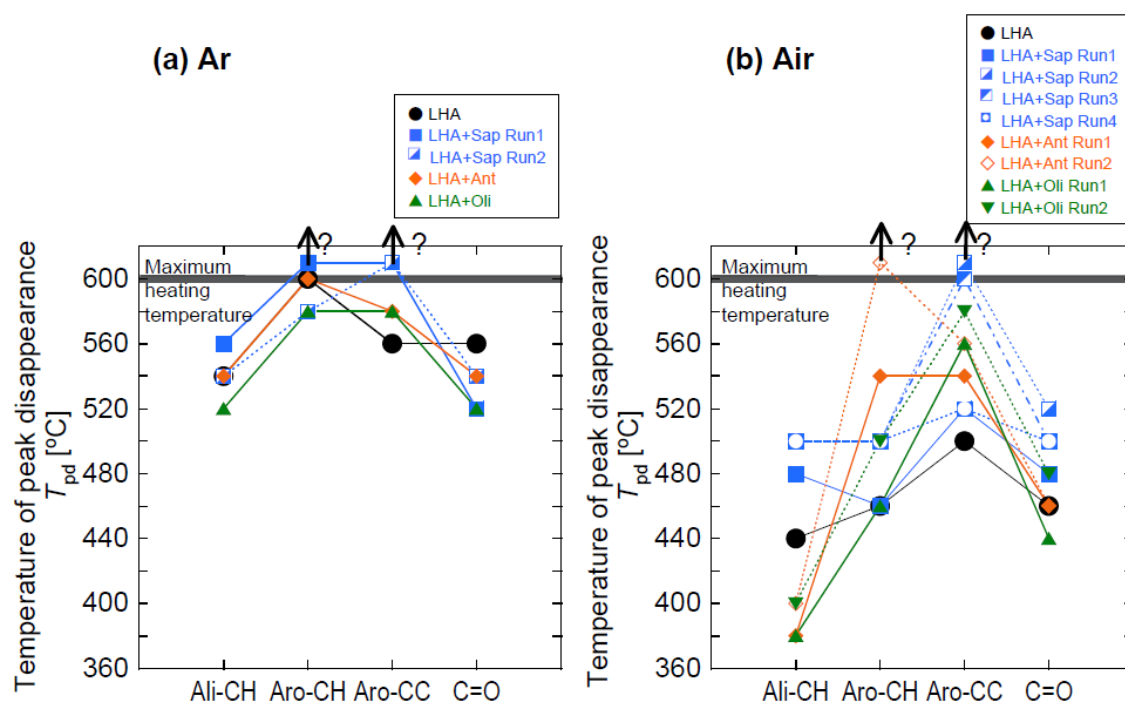 (a) Ar
LHA
LHA+Sap Run1
LHA+Sap Run2
LHA+Ant
LHA+Oli
Temperature of peak disappearance
Tpd [°C]
600
560
520
480
440
400
360
Maximum
heating
temperature
?
?
Ali-CH
Aro-CH
Aro-CC
C=O
(b) Air
LHA
LHA+Sap Run1
LHA+Sap Run2
LHA+Sap Run3
LHA+Sap Run4
LHA+Ant Run1
LHA+Ant Run2
LHA+Oli Run1
LHA+Oli Run2
Temperature of peak disappearance
Tpd [°C]
600
560
520
480
440
400
360
Maximum
heating
temperature
?
?
Ali-CH
Aro-CH
Aro-CC
C=O